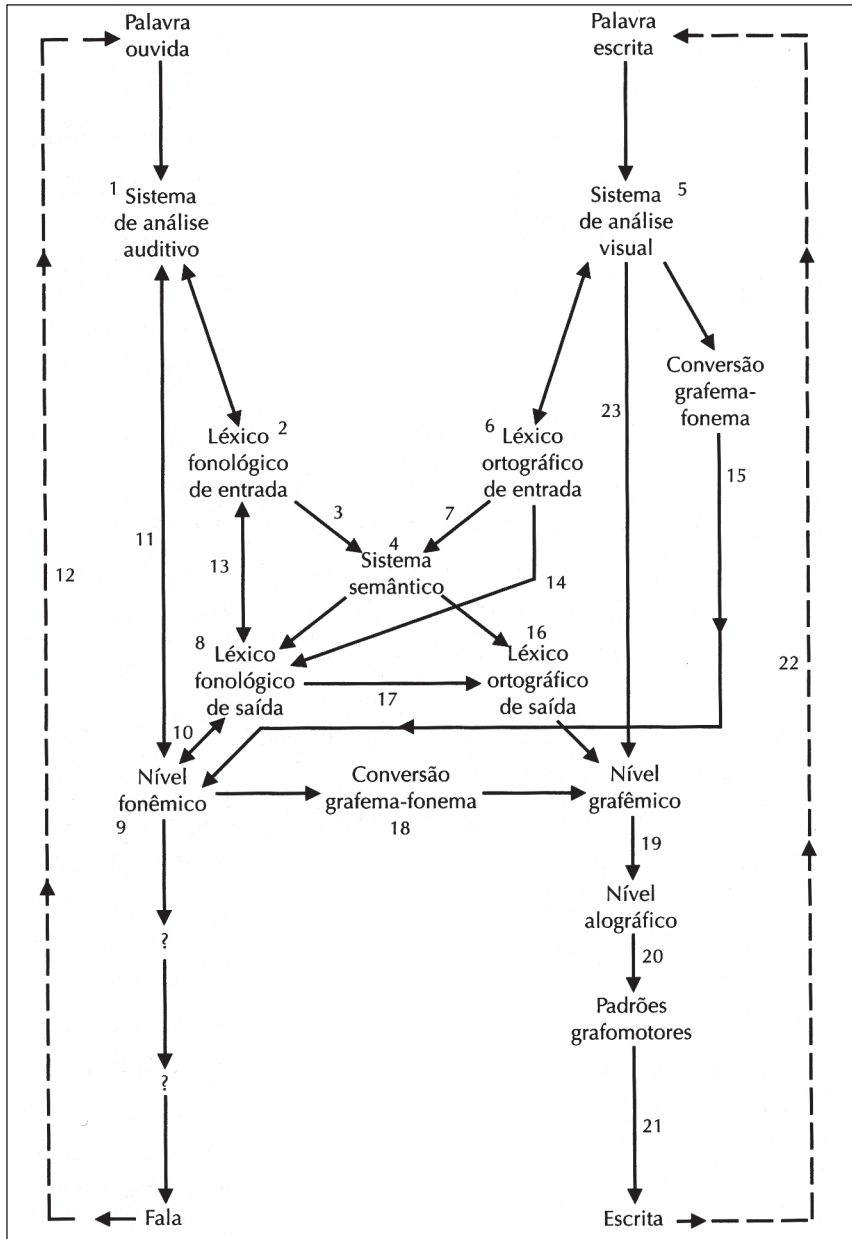 Palavra
ouvida
Palavra
escrita
1 Sistema
de análise
auditivo
Sistema 5
de análise
visual
Conversão
grafema-
fonema
15
23
Léxico 2
fonológico
de entrada
6 Léxico
ortográfico
de entrada
3
7
4
Sistema
semântico
11
13
12
14
8 Léxico
fonológico
de saída
16
Léxico
ortográfico
de saída
17
22
10
Nível
fonêmico
9
Conversão
grafema-fonema
18
Nível
grafêmico
19
?
Nível
alográfico
20
Padrões
grafomotores
?
21
Fala
Escrita